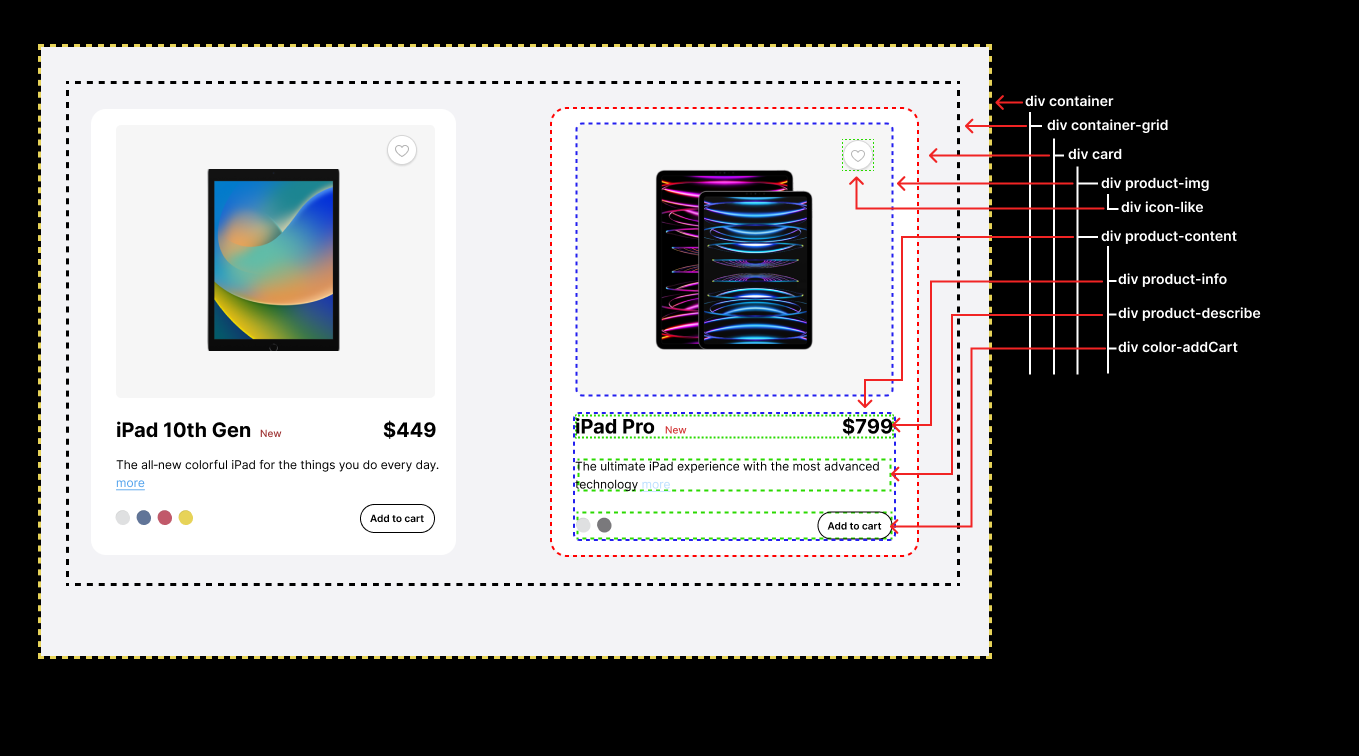 iPad 10th Gen New $449
The all-new colorful iPad for the things you do every day.
more
Add to cart
iPad Pro New $799
The ultimate iPad experience with the most advanced
technology more
Add to cart
div container
div container-grid
div card
div product-img
div icon-like
div product-content
div product-info
div product-describe
div color-addCart